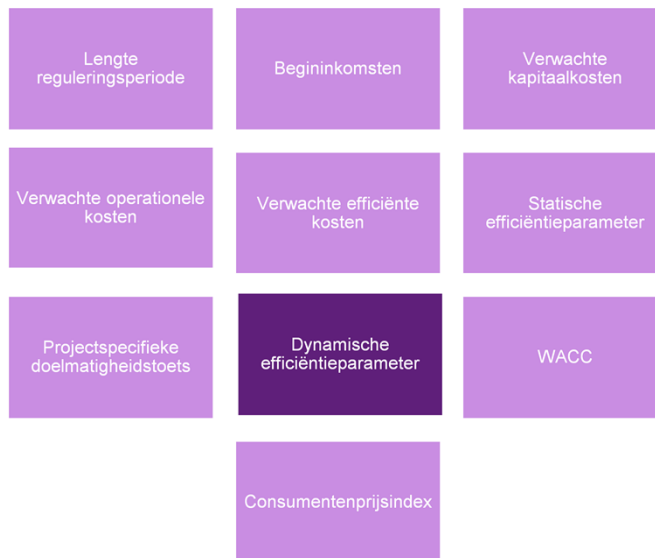 Lengte
reguleringsperiode
Begininkomsten
Verwachte
kapitaalkosten
Verwachte operationele
kosten
Verwachte efficiënte
kosten
Statische
efficiëntieparameter
Projectspecifieke
doelmatigheidstoets
Dynamische
efficiëntieparameter
WACC
Consumentenprijsindex